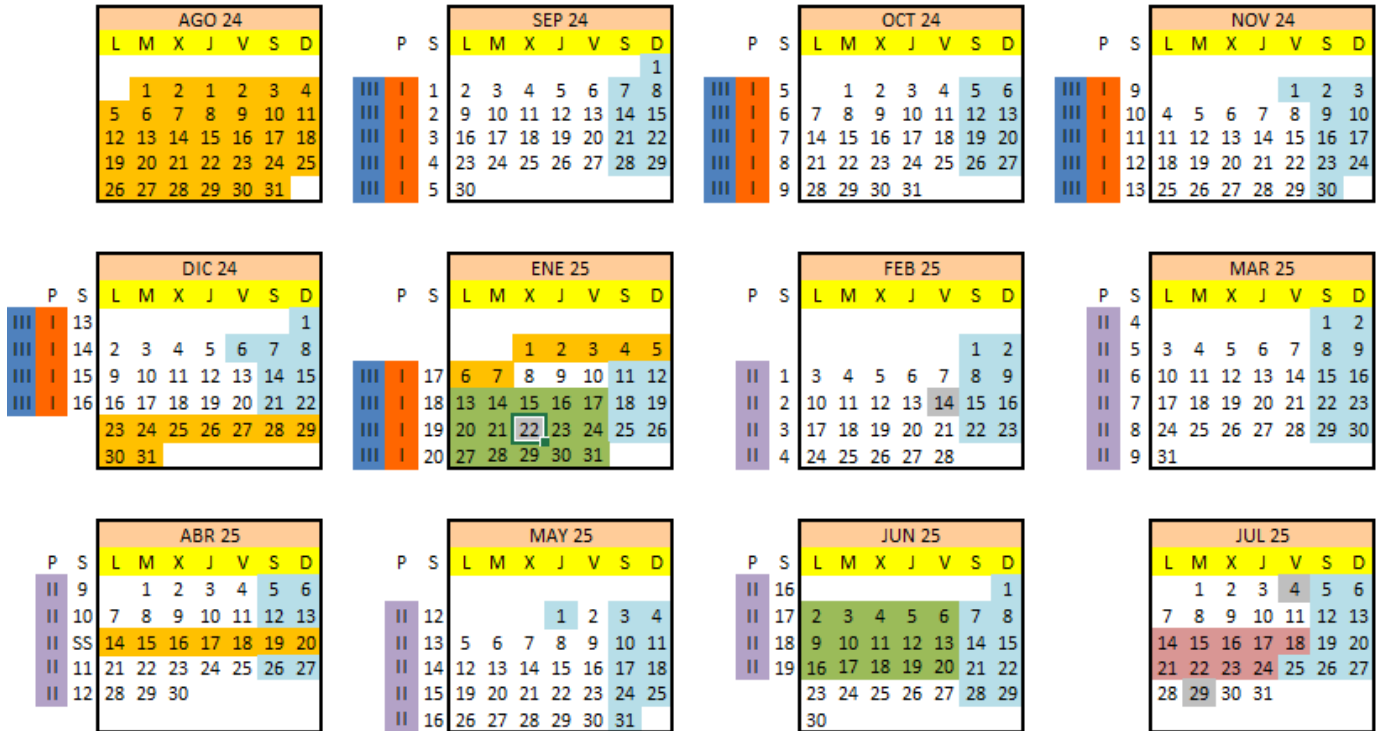 AGO 24
L M X J V S D
1 2 1 2 3 4
5 6 7 8 9 10 11
12 13 14 15 16 17 18
19 20 21 22 23 24 25
26 27 28 29 30 31
SEP 24
P S L M X J V S D
1
III I 1 2 3 4 5 6 7 8
III I 2 9 10 11 12 13 14 15
III I 3 16 17 18 19 20 21 22
III I 4 23 24 25 26 27 28 29
III I 5 30
OCT 24
P S L M X J V S D
III I 5 1 2 3 4 5 6
III I 6 7 8 9 10 11 12 13
III I 7 14 15 16 17 18 19 20
III I 8 21 22 23 24 25 26 27
III I 9 28 29 30 31
NOV 24
P S L M X J V S D
III I 9 1 2 3
III I 10 4 5 6 7 8 9 10
III I 11 11 12 13 14 15 16 17
III I 12 18 19 20 21 22 23 24
III I 13 25 26 27 28 29 30
DIC 24
P S L M X J V S D
III I 13 1
III I 14 2 3 4 5 6 7 8
III I 15 9 10 11 12 13 14 15
III I 16 16 17 18 19 20 21 22
23 24 25 26 27 28 29
30 31
ENE 25
P S L M X J V S D
1 2 3 4 5
III I 17 6 7 8 9 10 11 12
III I 18 13 14 15 16 17 18 19
III I 19 20 21 22 23 24 25 26
III I 20 27 28 29 30 31
FEB 25
P S L M X J V S D
1 2
II 1 3 4 5 6 7 8 9
II 2 10 11 12 13 14 15 16
II 3 17 18 19 20 21 22 23
II 4 24 25 26 27 28
MAR 25
P S L M X J V S D
II 4 1 2
II 5 3 4 5 6 7 8 9
II 6 10 11 12 13 14 15 16
II 7 17 18 19 20 21 22 23
II 8 24 25 26 27 28 29 30
II 9 31
ABR 25
P S L M X J V S D
II 9 1 2 3 4 5 6
II 10 7 8 9 10 11 12 13
II SS 14 15 16 17 18 19 20
II 11 21 22 23 24 25 26 27
II 12 28 29 30
MAY 25
P S L M X J V S D
II 12 1 2 3 4
II 13 5 6 7 8 9 10 11
II 14 12 13 14 15 16 17 18
II 15 19 20 21 22 23 24 25
II 16 26 27 28 29 30 31
JUN 25
P S L M X J V S D
II 16 1
II 17 2 3 4 5 6 7 8
II 18 9 10 11 12 13 14 15
II 19 16 17 18 19 20 21 22
23 24 25 26 27 28 29
30
JUL 25
L M X J V S D
1 2 3 4 5 6
7 8 9 10 11 12 13
14 15 16 17 18 19 20
21 22 23 24 25 26 27
28 29 30 31